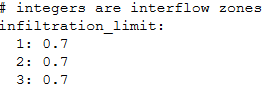 # integers are interflow zones
infiltration_limit:
  1: 0.7
  2: 0.7
  3: 0.7